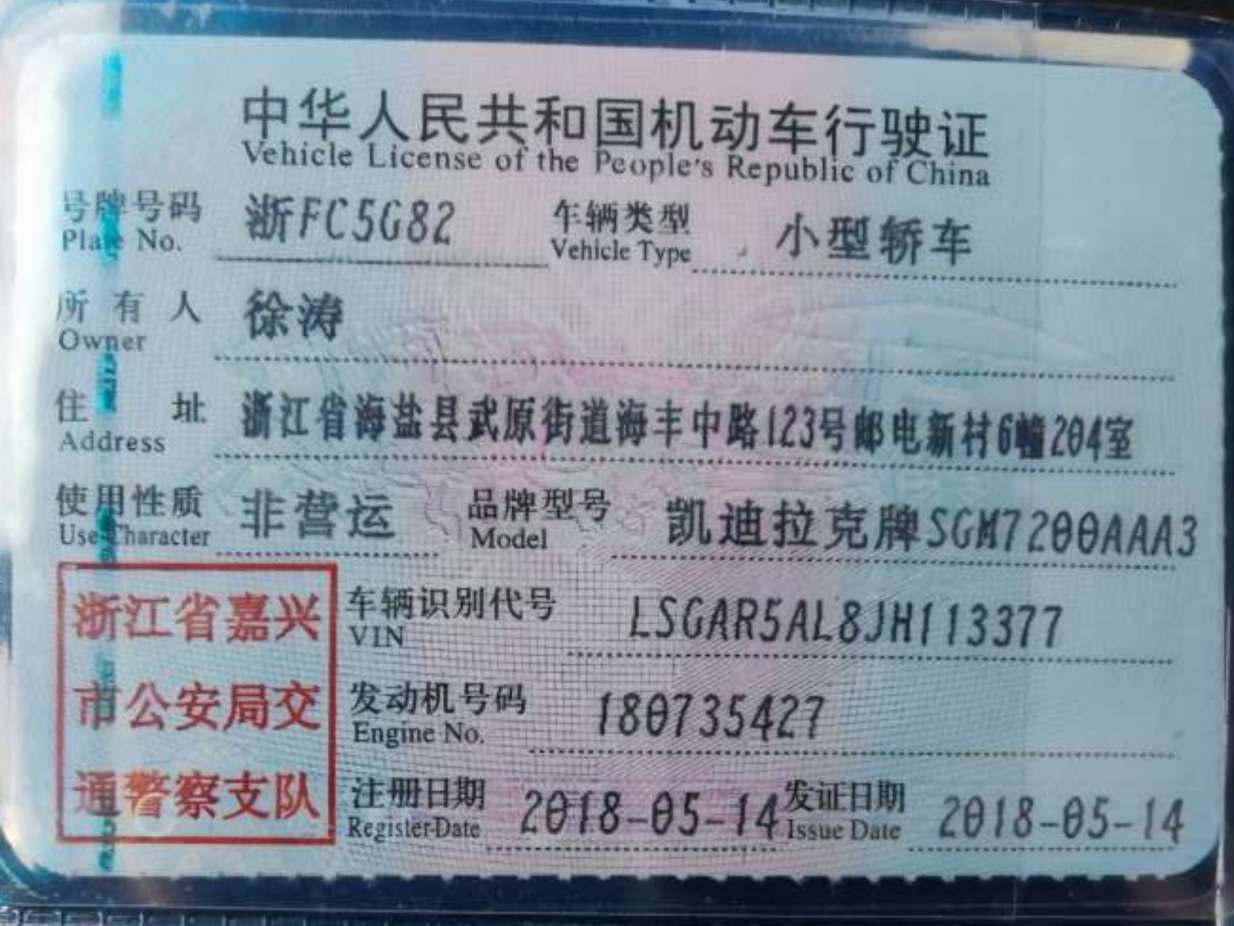 中华人民共和国机动车行驶证
Vehicle License of the People's Republic of China
号牌号码 浙FC5G82 车辆类型 小型轿车
Plate No. Vehicle Type
所有人 徐涛
Owner
住址 浙江省海盐县武原街道海丰中路123号邮电新村6幢204室
Address
使用性质 非营运 品牌型号 凯迪拉克牌SGM7200AAA3
Use Character Model
浙江省嘉兴
市公安局交
通警察支队
车辆识别代号 LSGAR5AL8JH113377
VIN
发动机号码 180735427
Engine No.
注册日期 2018-05-14 发证日期 2018-05-14
Register Date Issue Date